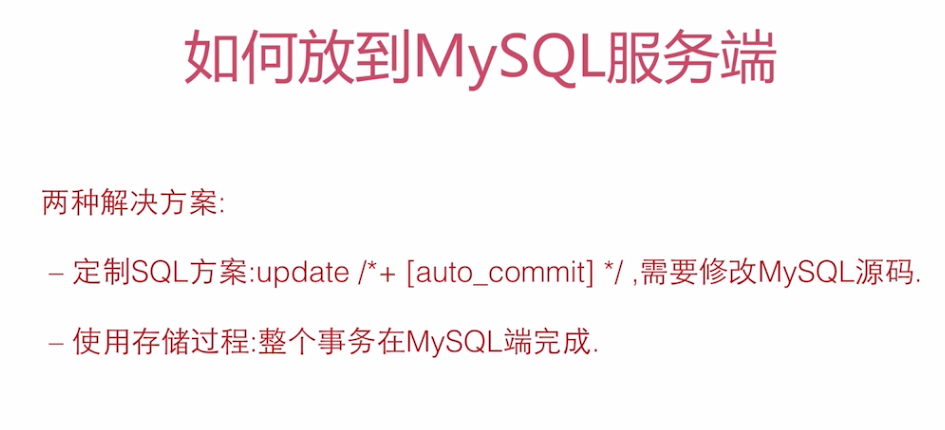 如何放到MySQL服务端
两种解决方案:
– 定制SQL方案:update /*+ [auto_commit] */ ,需要修改MySQL源码.
– 使用存储过程:整个事务在MySQL端完成.